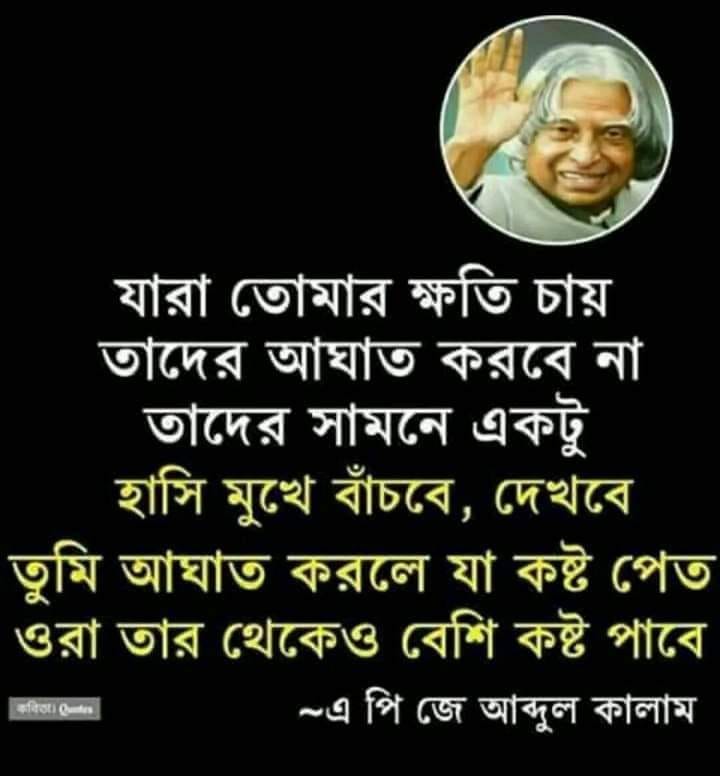 যারা তোমার ক্ষতি চায়
তাদের আঘাত করবে না
তাদের সামনে একটু
হাসি মুখে বাঁচবে, দেখবে
তুমি আঘাত করলে যা কষ্ট পেত
ওরা তার থেকেও বেশি কষ্ট পাবে
~এ পি জে আব্দুল কালাম
কবিতা। Quotes